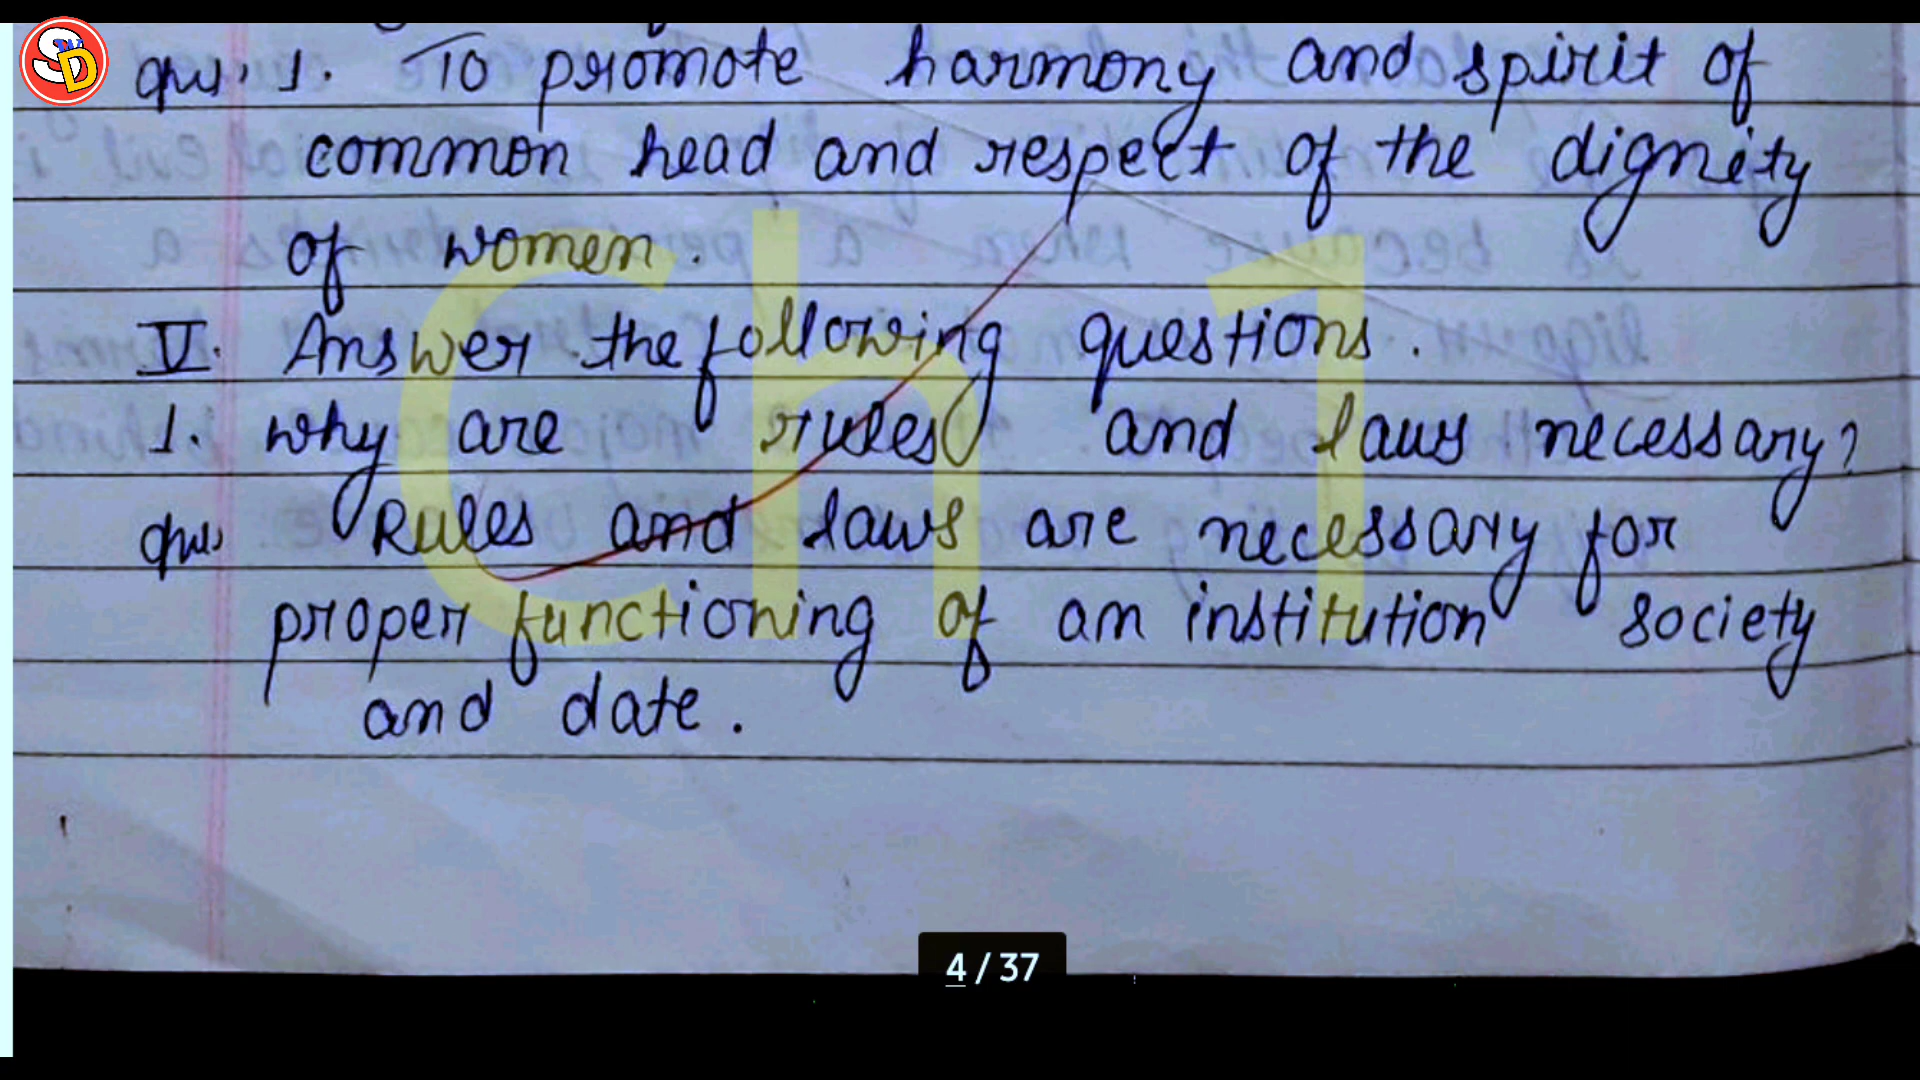 Ans. 1. To promote harmony and spirit of
common head and respect of the dignity
of women.
V. Answer the following questions.
1. why are rules and laws necessary?
Ans. Rules and laws are necessary for
proper functioning of an institution society
and date.
Ch 1
4 / 37